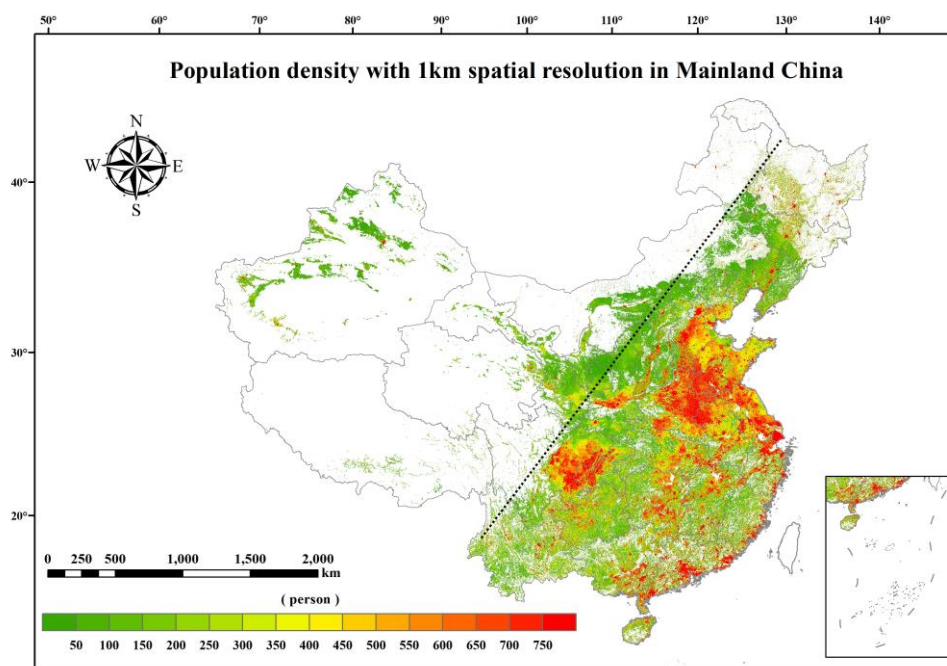 50° 60° 70° 80° 90° 100° 110° 120° 130° 140°
Population density with 1km spatial resolution in Mainland China
N
W E
S
40°
30°
20°
0 250 500 1,000 1,500 2,000
km
( person )
50 100 150 200 250 300 350 400 450 500 550 600 650 700 750